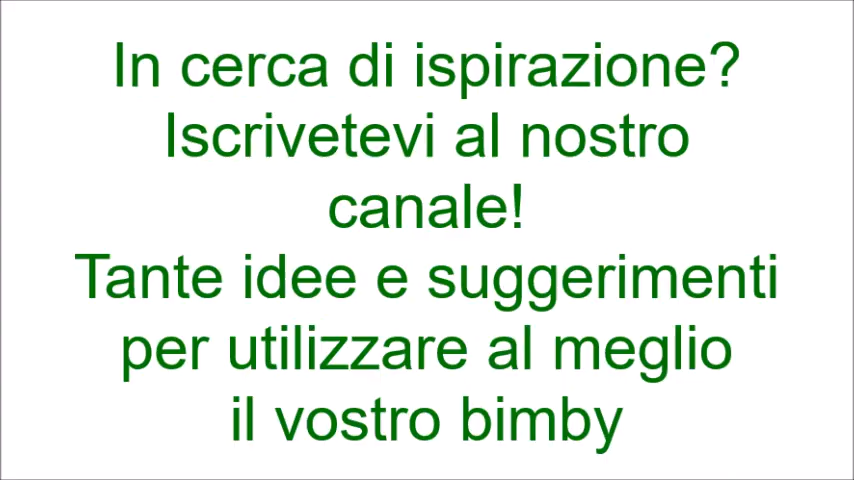 In cerca di ispirazione?
Iscrivetevi al nostro
canale!
Tante idee e suggerimenti
per utilizzare al meglio
il vostro bimby